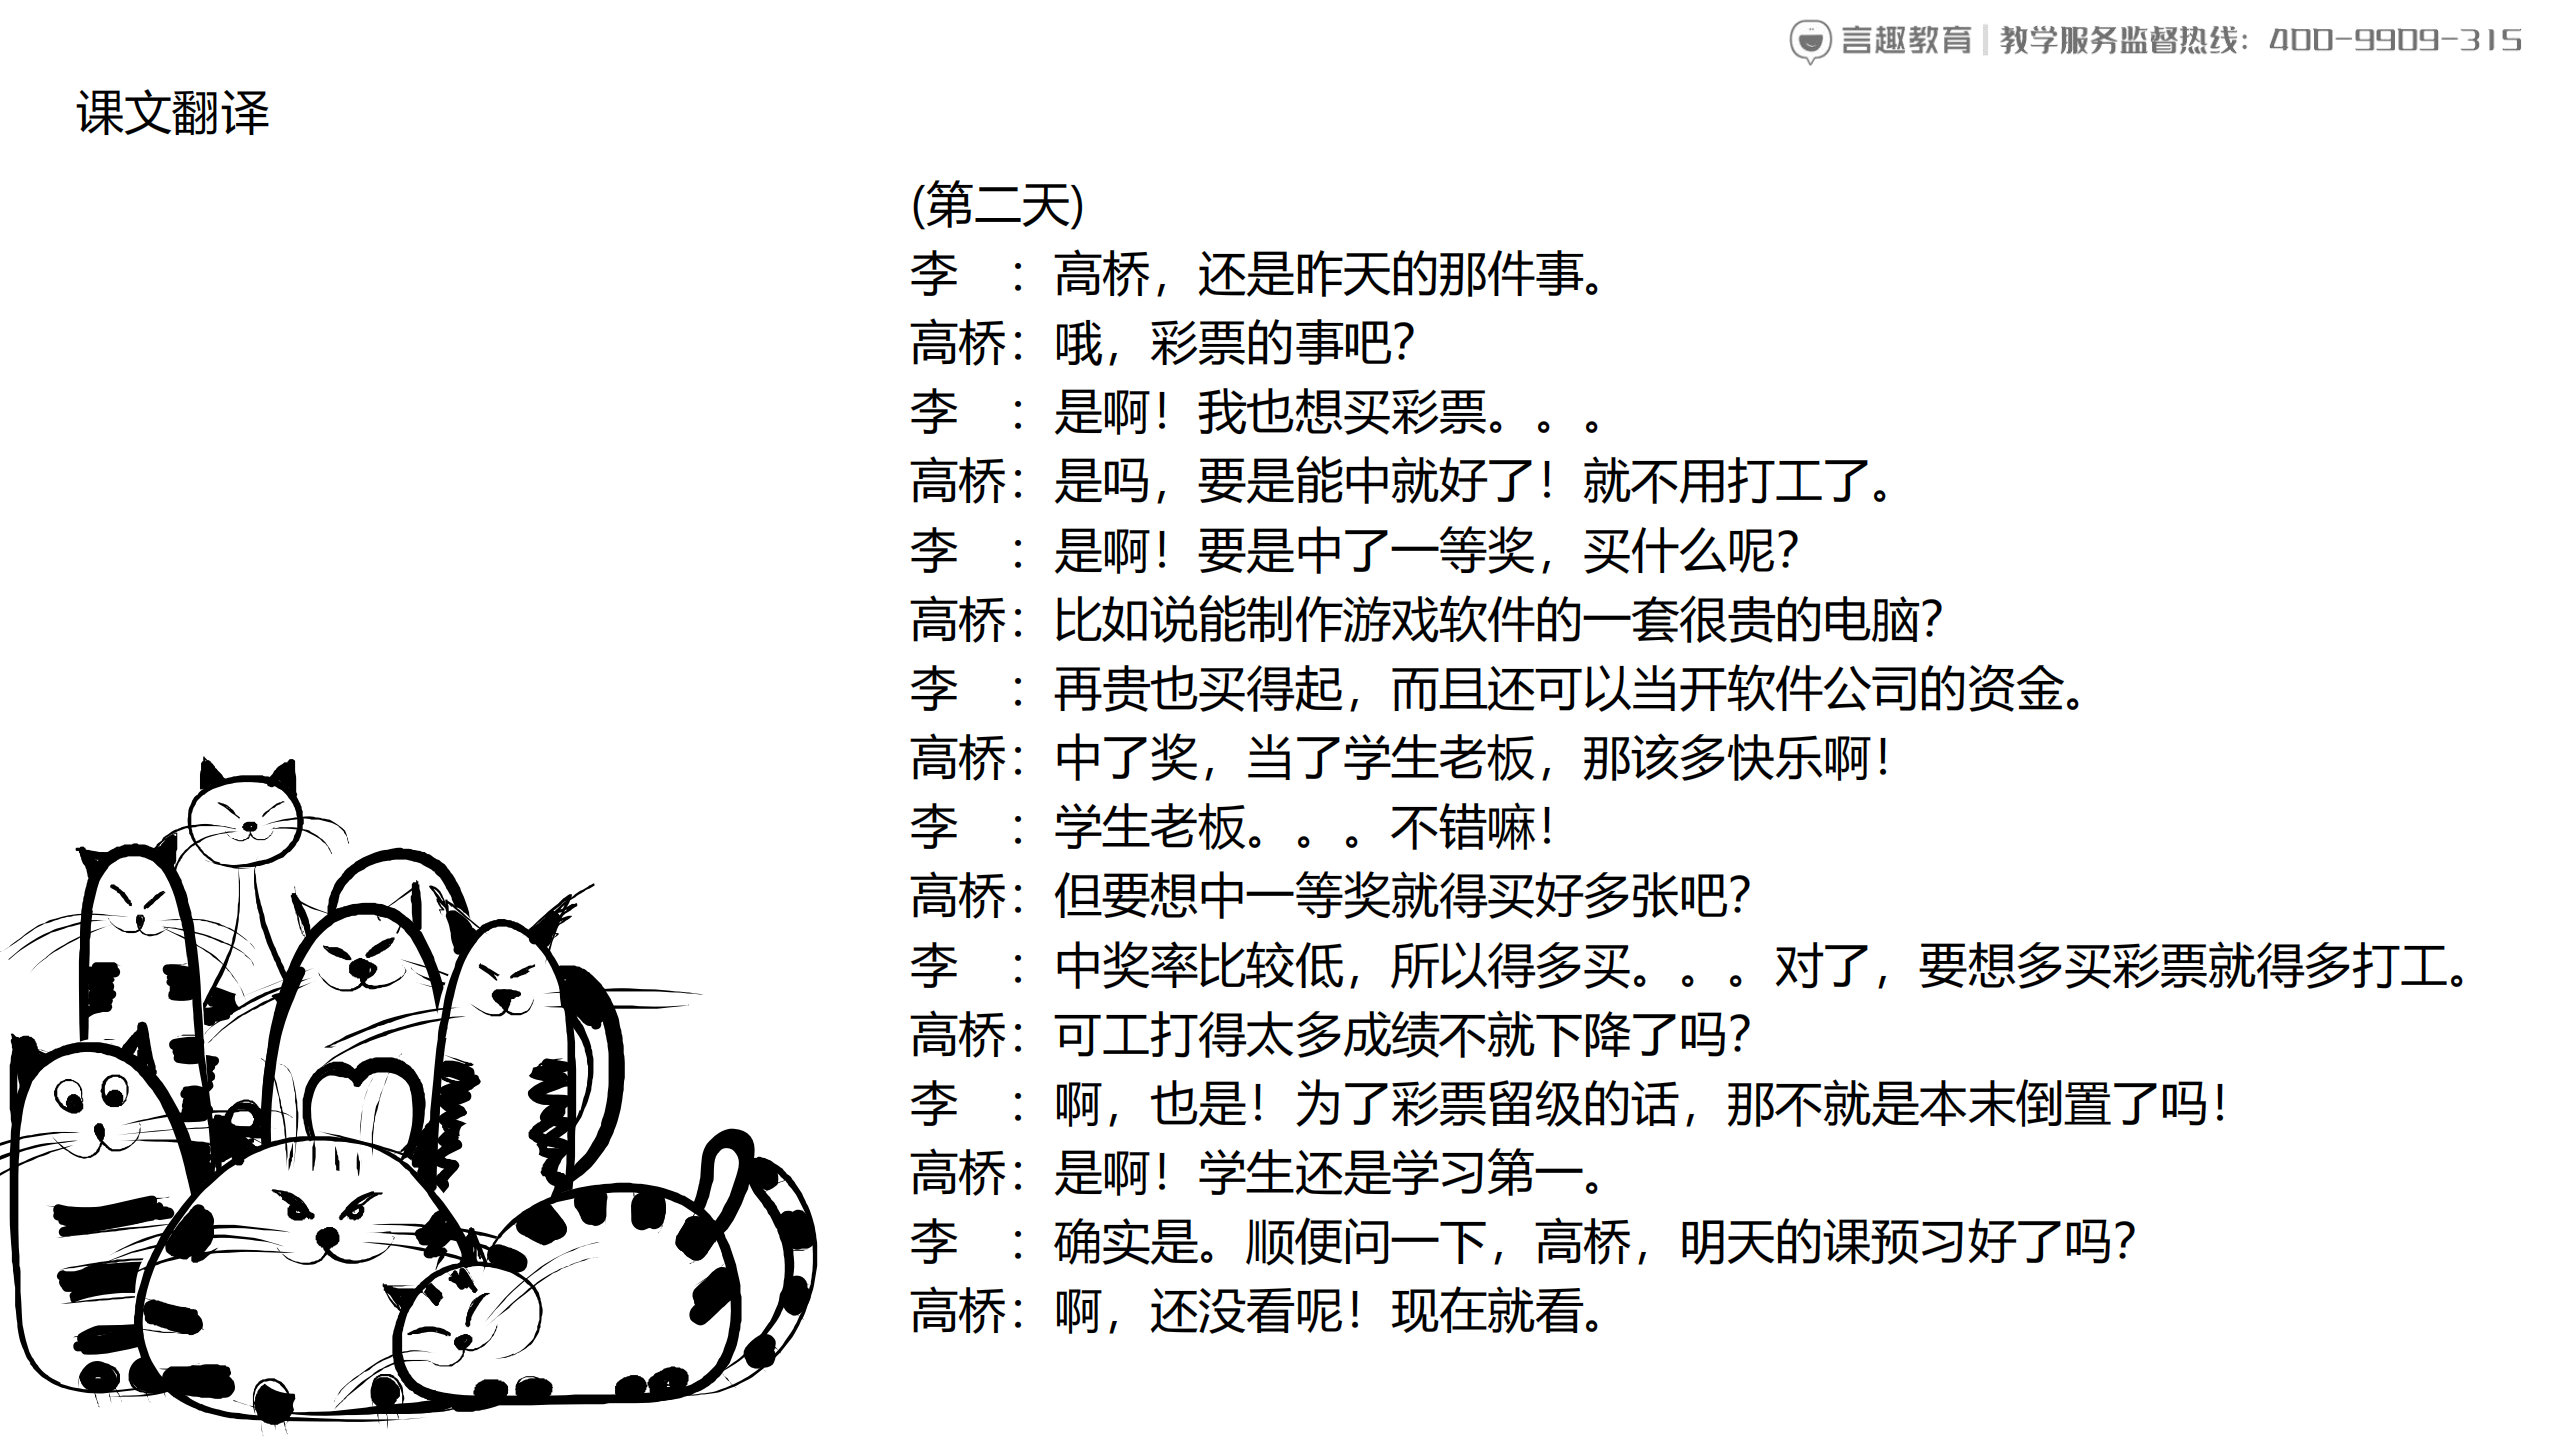 言趣教育 | 教学服务监督热线：400-9909-315
课文翻译
(第二天)
李　：高桥，还是昨天的那件事。
高桥：哦，彩票的事吧？
李　：是啊！我也想买彩票。。。
高桥：是吗，要是能中就好了！就不用打工了。
李　：是啊！要是中了一等奖，买什么呢？
高桥：比如说能制作游戏软件的一套很贵的电脑？
李　：再贵也买得起，而且还可以当开软件公司的资金。
高桥：中了奖，当了学生老板，那该多快乐啊！
李　：学生老板。。。不错嘛！
高桥：但要想中一等奖就得买好多张吧？
李　：中奖率比较低，所以得多买。。。对了，要想多买彩票就得多打工。
高桥：可工打得太多成绩不就下降了吗？
李　：啊，也是！为了彩票留级的话，那不就是本末倒置了吗！
高桥：是啊！学生还是学习第一。
李　：确实是。顺便问一下，高桥，明天的课预习好了吗？
高桥：啊，还没看呢！现在就看。